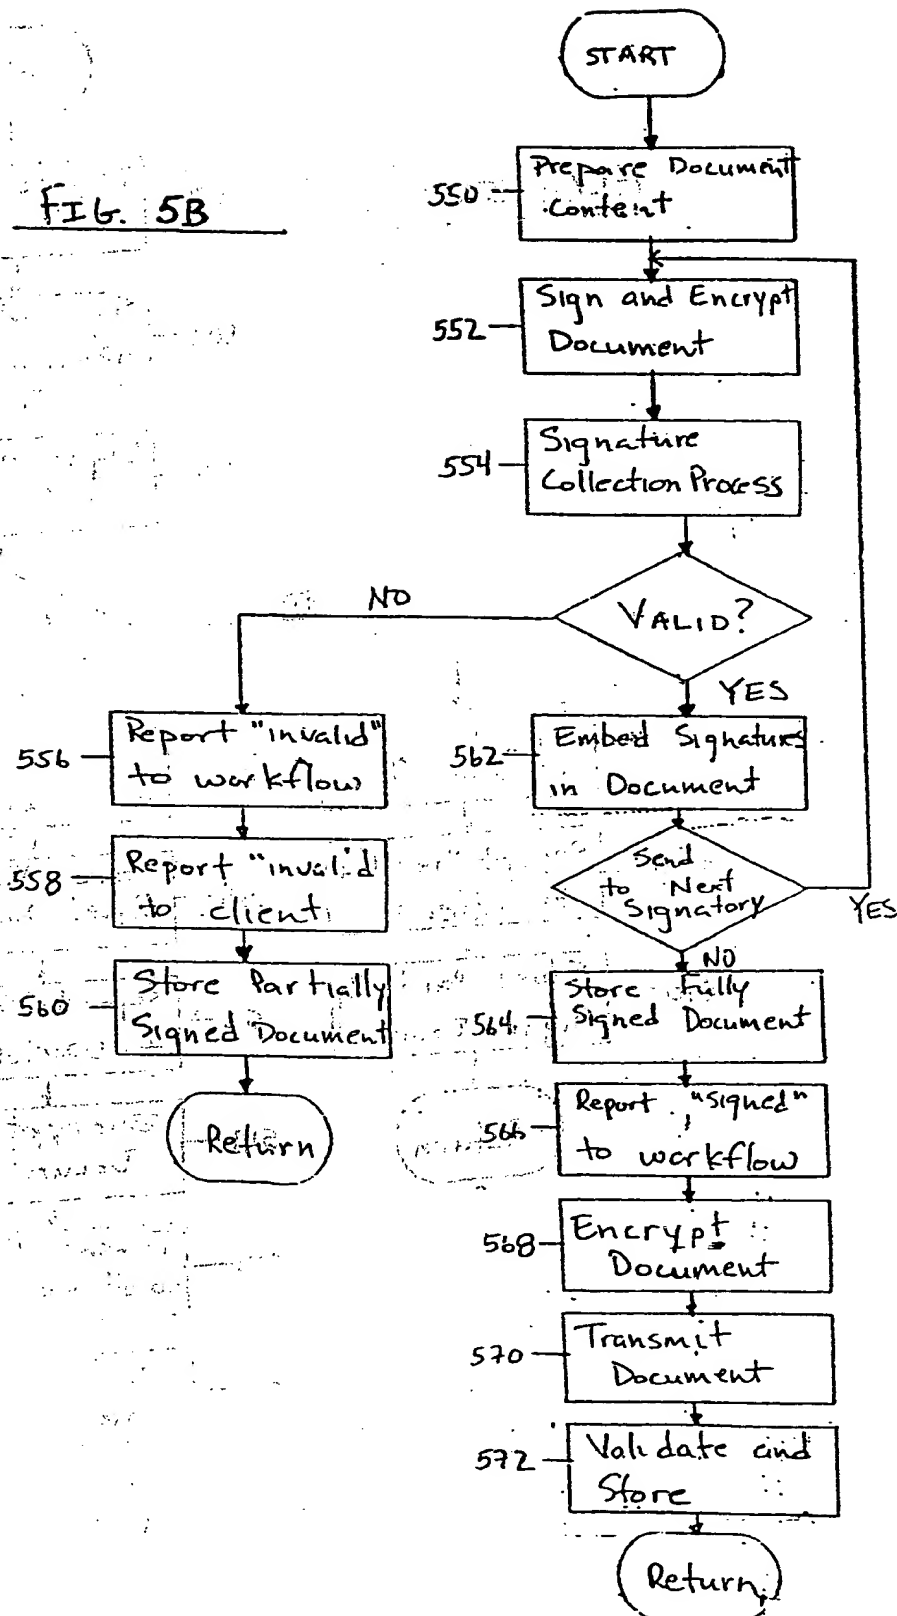 START
FIG. 5B
550
Prepare Document
Content
552
Sign and Encrypt
Document
554
Signature
Collection Process
VALID?
NO
YES
556
Report "invalid"
to workflow
558
Report "invalid
to client
560
Store Partially
Signed Document
Return
562
Embed Signatures
in Document
Send
to Next
Signatory
YES
NO
564
Store Fully
Signed Document
566
Report "signed"
to workflow
568
Encrypt
Document
570
Transmit
Document
572
Validate and
Store
Return